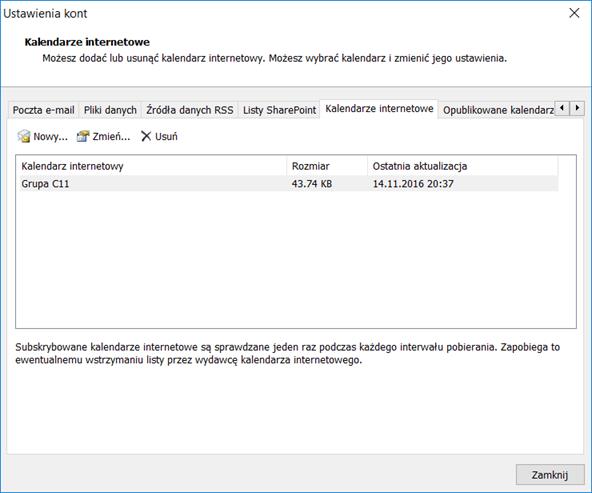 Ustawienia kont
Kalendarze internetowe
Możesz dodać lub usunąć kalendarz internetowy. Możesz wybrać kalendarz i zmienić jego ustawienia.
Poczta e-mail Pliki danych Źródła danych RSS Listy SharePoint Kalendarze internetowe Opublikowane kalendarz
Nowy... Zmień... Usuń
Kalendarz internetowy Rozmiar Ostatnia aktualizacja
Grupa C11 43.74 KB 14.11.2016 20:37
Subskrybowane kalendarze internetowe są sprawdzane jeden raz podczas każdego interwału pobierania. Zapobiega to
ewentualnemu wstrzymaniu listy przez wydawcę kalendarza internetowego.
Zamknij